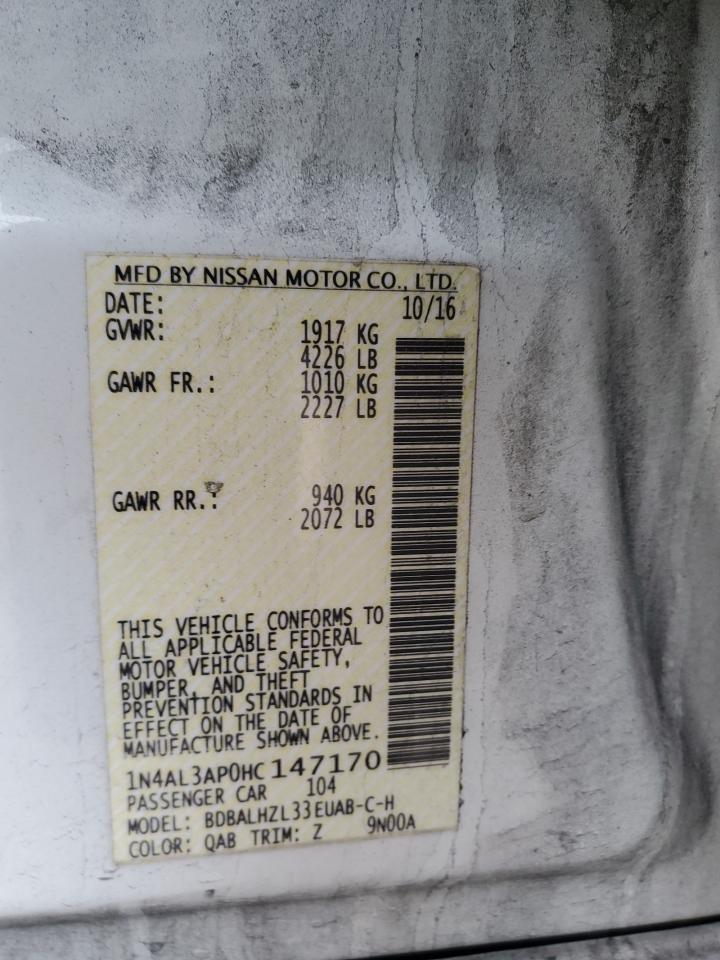 MFD BY NISSAN MOTOR CO., LTD.
DATE: 10/16
GVWR: 1917 KG
4226 LB
GAWR FR.: 1010 KG
2227 LB
GAWR RR.: 940 KG
2072 LB
THIS VEHICLE CONFORMS TO
ALL APPLICABLE FEDERAL
MOTOR VEHICLE SAFETY,
BUMPER, AND THEFT
PREVENTION STANDARDS IN
EFFECT ON THE DATE OF
MANUFACTURE SHOWN ABOVE.
1N4AL3AP0HC147170
PASSENGER CAR 104
MODEL: BDBALHZL33EUAB-C-H
COLOR: QAB TRIM: Z 9N00A